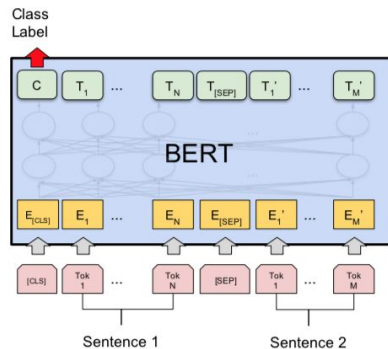 Class
Label
C T1 ... TN T[SEP] T1' ... TM'
...
BERT
...
E[CLS] E1 ... EN E[SEP] E1' ... EM'
[CLS] Tok 1 ... Tok N [SEP] Tok 1 ... Tok M
Sentence 1 Sentence 2